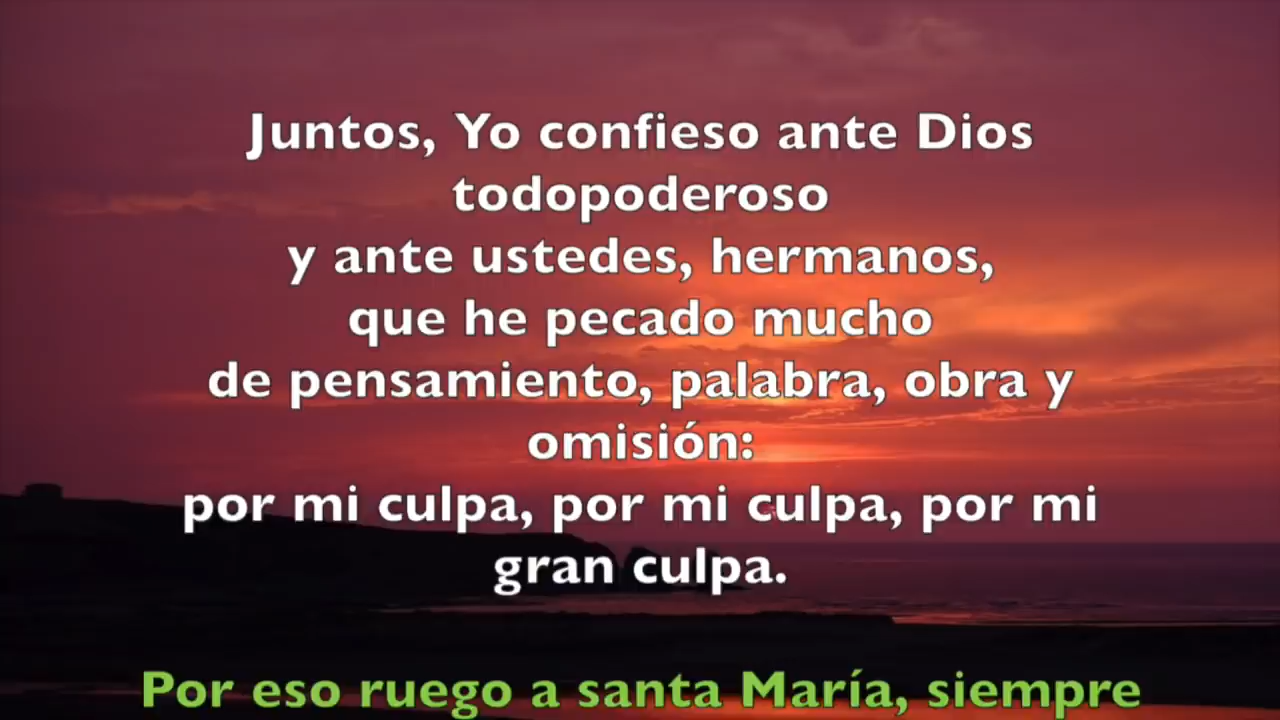 Juntos, Yo confieso ante Dios
todopoderoso
y ante ustedes, hermanos,
que he pecado mucho
de pensamiento, palabra, obra y
omisión:
por mi culpa, por mi culpa, por mi
gran culpa.
Por eso ruego a santa María, siempre